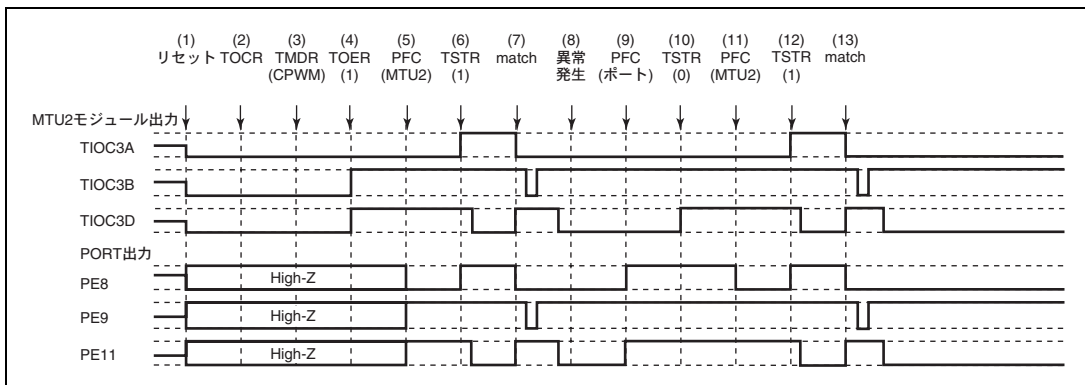 (1) (2) (3) (4) (5) (6) (7) (8) (9) (10) (11) (12) (13)
リセット TOCR TMDR TOER PFC TSTR match 異常 PFC TSTR PFC TSTR match
(CPWM) (1) (MTU2) (1) 発生 (ポート) (0) (MTU2) (1)
MTU2モジュール出力
TIOC3A
TIOC3B
TIOC3D
PORT出力
PE8 High-Z
PE9 High-Z
PE11 High-Z